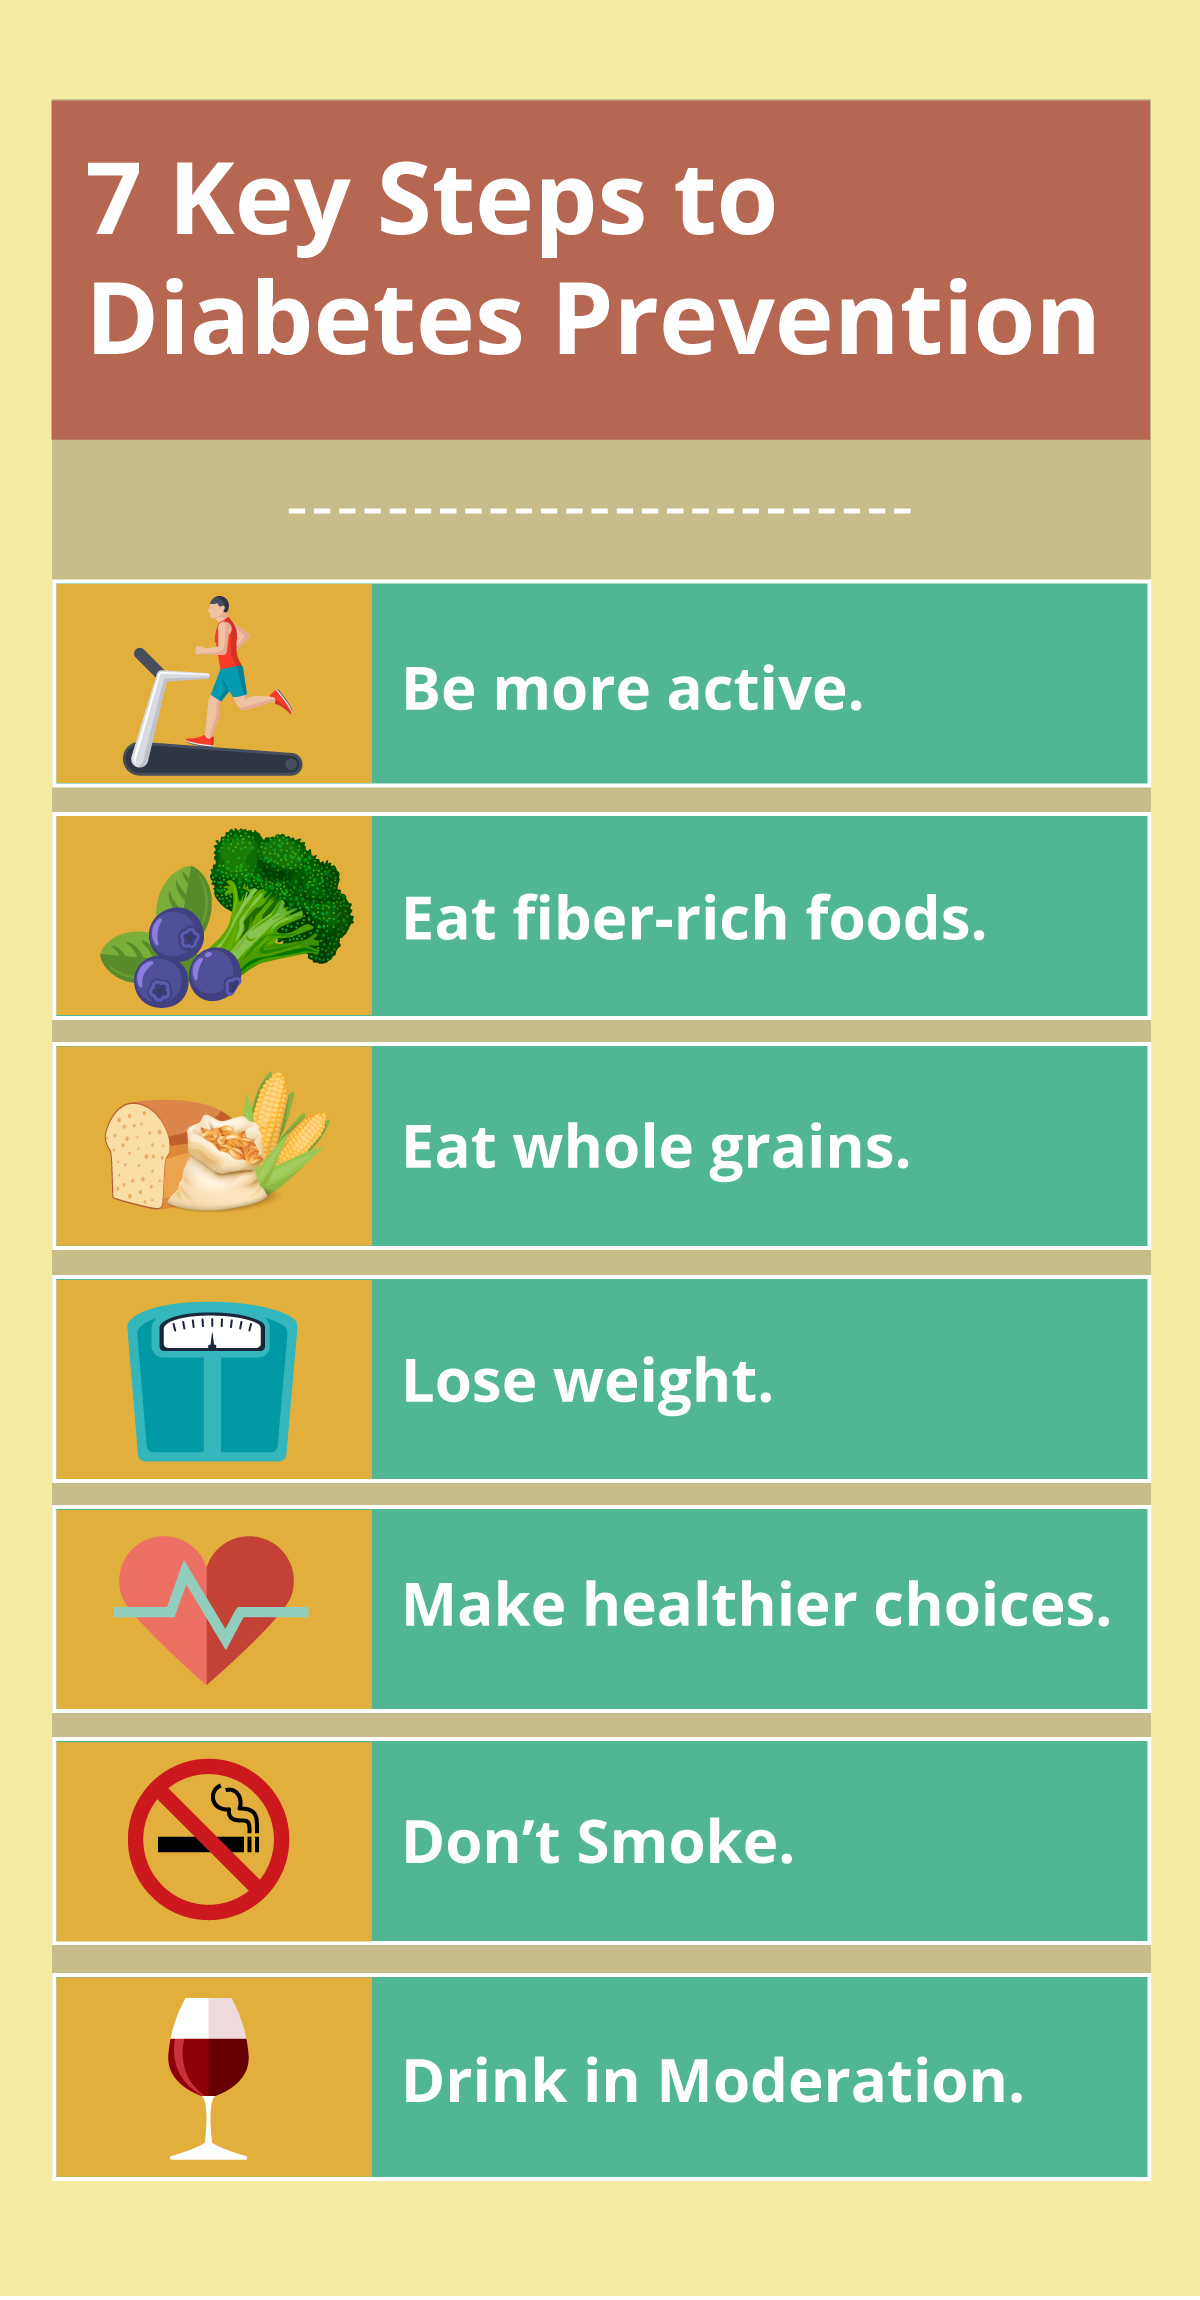 7 Key Steps to
Diabetes Prevention
Be more active.
Eat fiber-rich foods.
Eat whole grains.
Lose weight.
Make healthier choices.
Don’t Smoke.
Drink in Moderation.